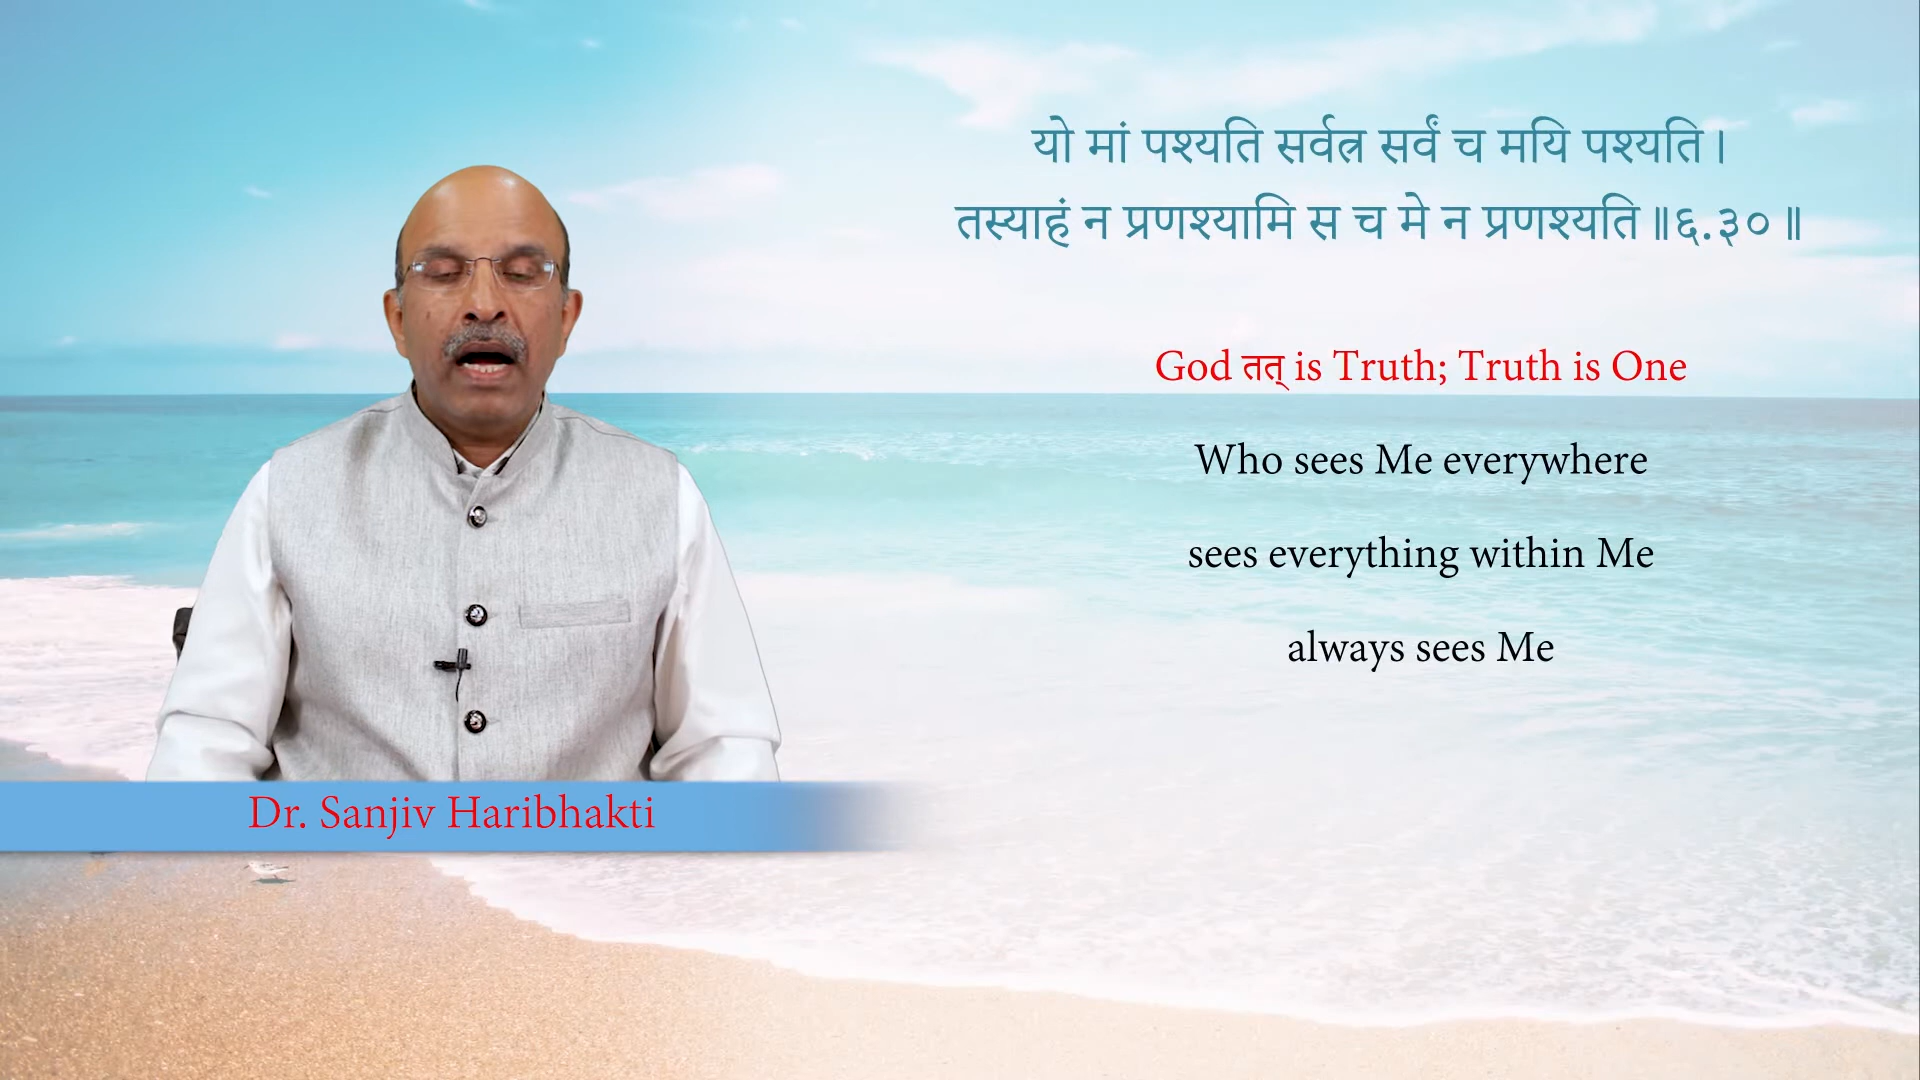 यो मां पश्यति सर्वत्र सर्वं च मयि पश्यति।
तस्याहं न प्रणश्यामि स च मे न प्रणश्यति॥६.३०॥
God तत् is Truth; Truth is One
Who sees Me everywhere
sees everything within Me
always sees Me
Dr. Sanjiv Haribhakti